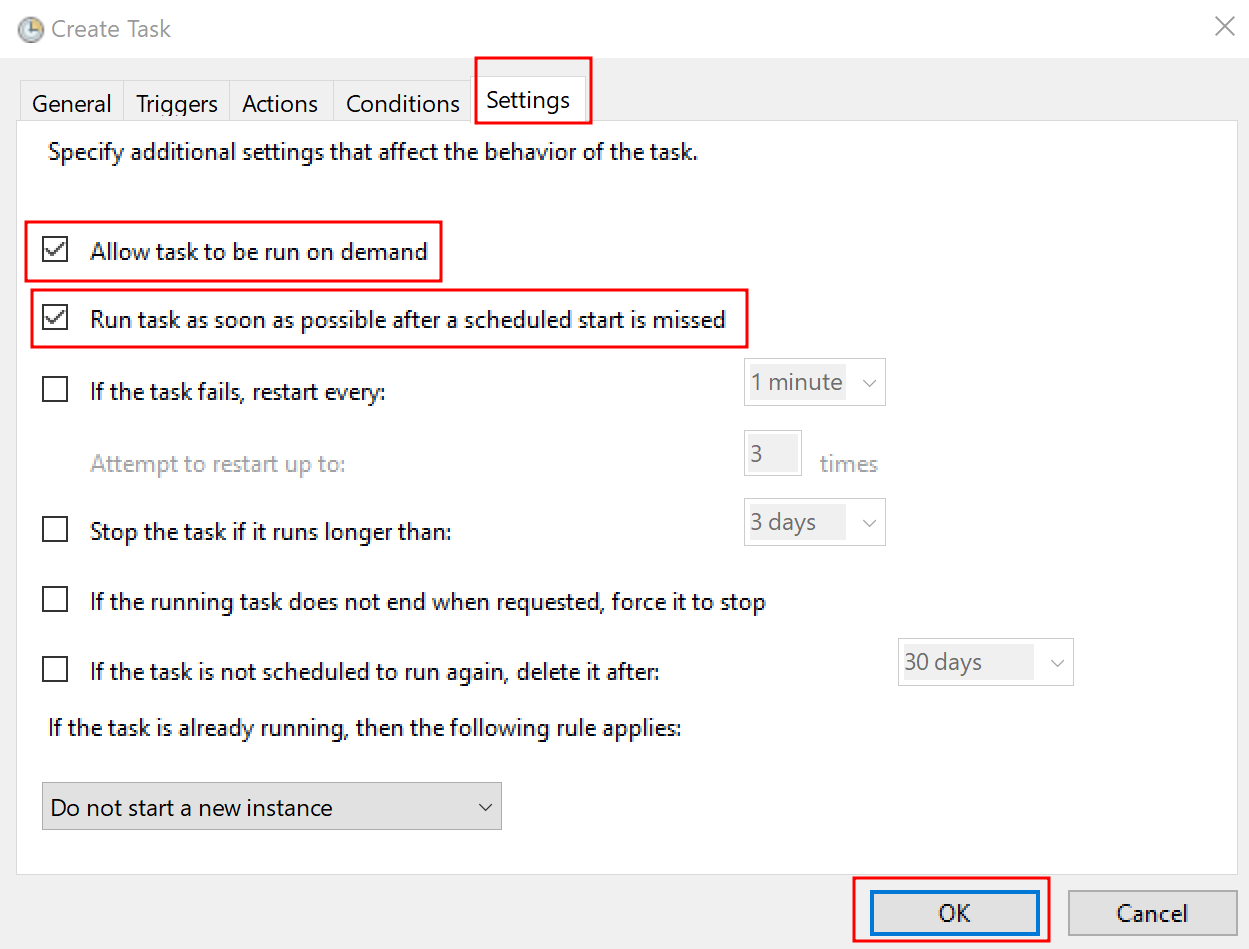 Create Task
General Triggers Actions Conditions Settings
Specify additional settings that affect the behavior of the task.
Allow task to be run on demand
Run task as soon as possible after a scheduled start is missed
If the task fails, restart every: 1 minute
Attempt to restart up to: 3 times
Stop the task if it runs longer than: 3 days
If the running task does not end when requested, force it to stop
If the task is not scheduled to run again, delete it after: 30 days
If the task is already running, then the following rule applies:
Do not start a new instance
OK Cancel